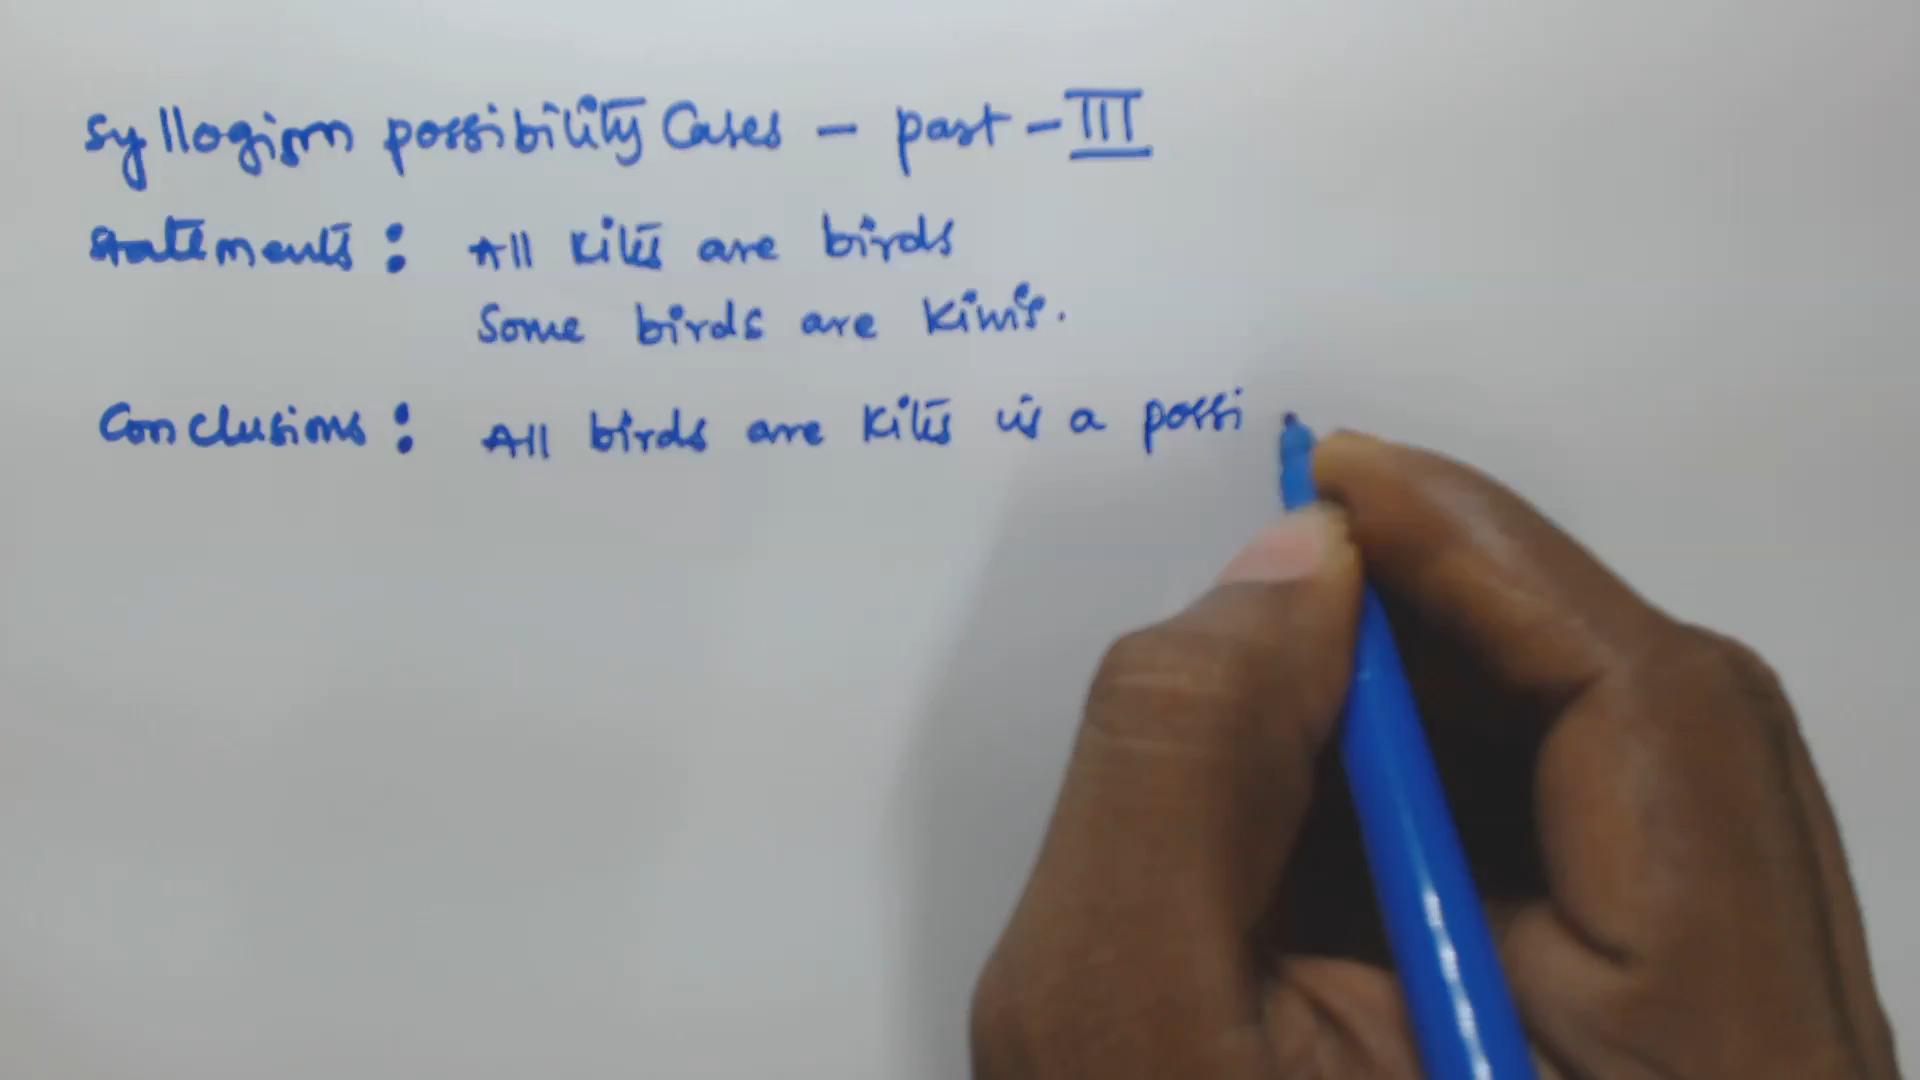 Syllogism possibility Cases - part - III
Statements : All kites are birds
Some birds are kiwis.
Conclusions : All birds are kites is a possi